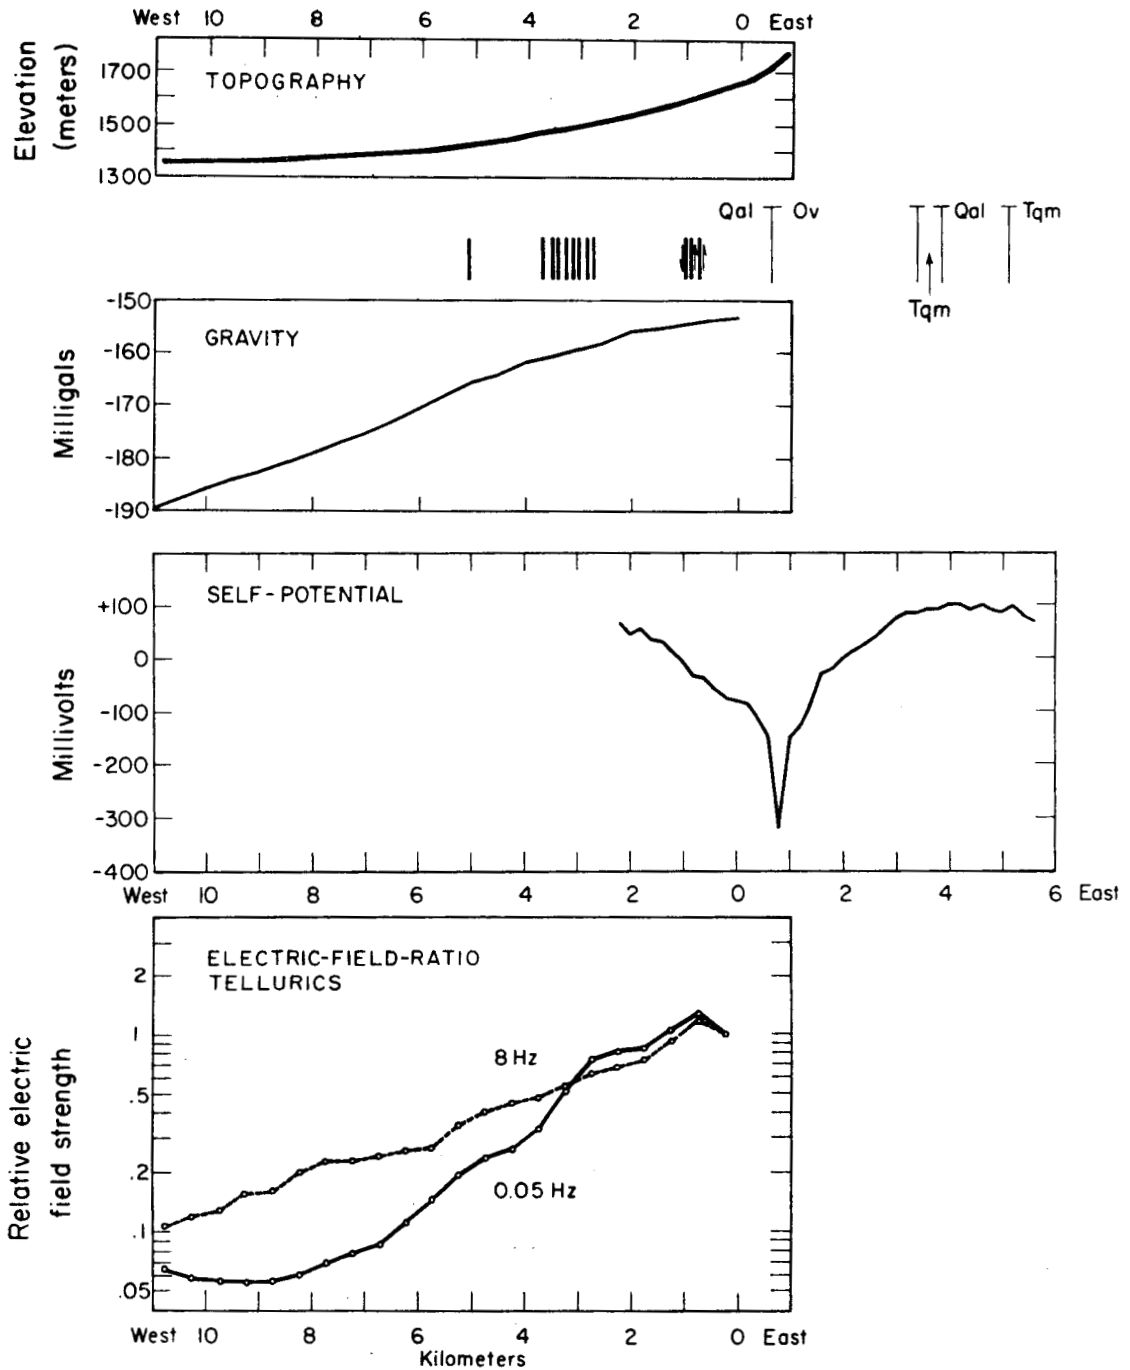 West 10 8 6 4 2 0 East
Elevation
(meters)
1700
1500
1300
TOPOGRAPHY
Qal Ov Qal Tqm
Tqm
Milligals
-150
-160
-170
-180
-190
GRAVITY
Millivolts
+100
0
-100
-200
-300
-400
SELF-POTENTIAL
West 10 8 6 4 2 0 2 4 6 East
Relative electric
field strength
2
1
.5
.2
.1
.05
ELECTRIC-FIELD-RATIO
TELLURICS
8 Hz
0.05 Hz
West 10 8 6 4 2 0 East
Kilometers